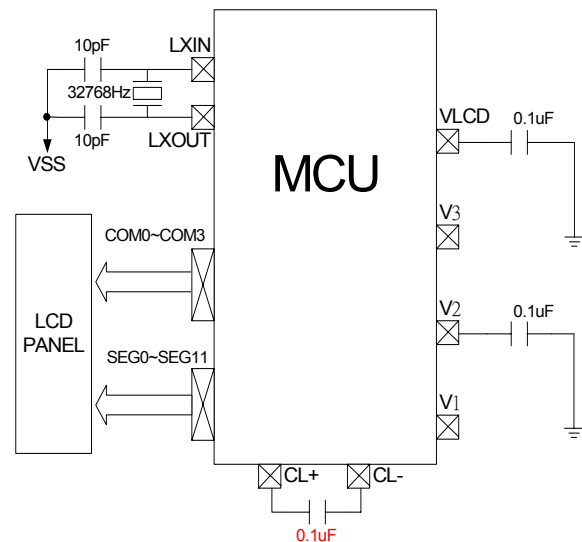 10pF
LXIN
32768Hz
10pF
LXOUT
VSS
MCU
VLCD
0.1uF
V3
COM0~COM3
LCD
PANEL
V2
0.1uF
SEG0~SEG11
V1
CL+
CL-
0.1uF